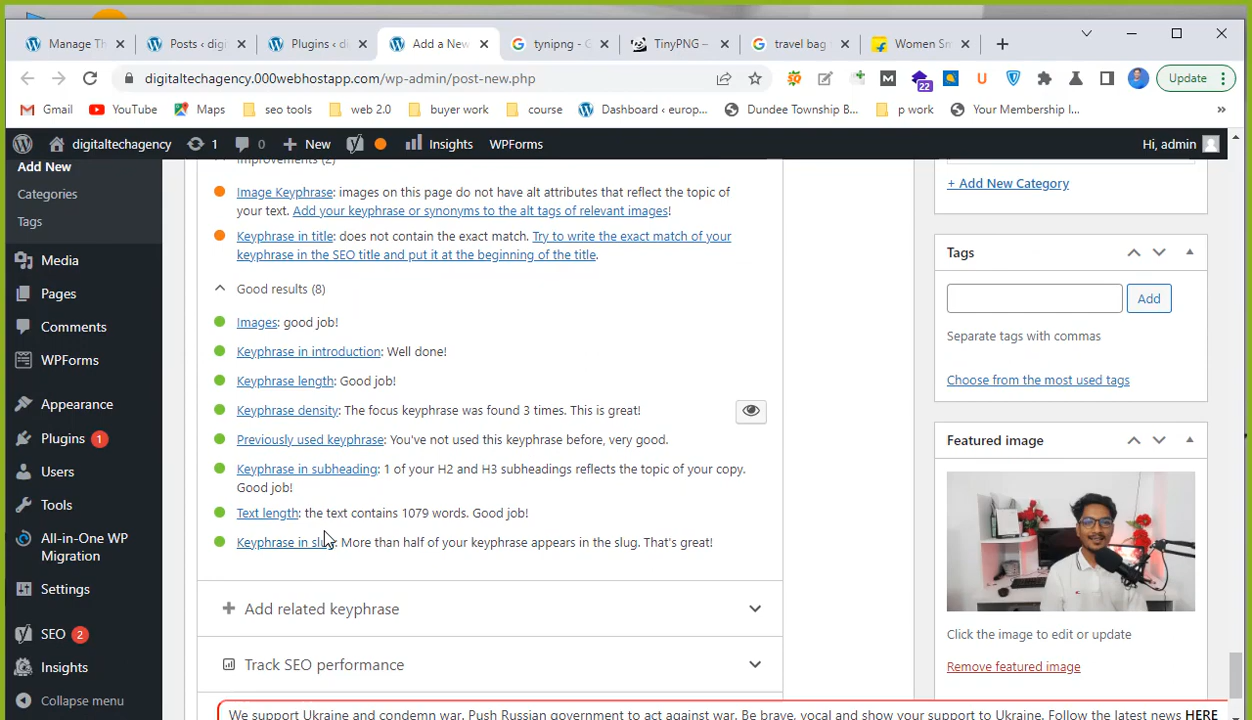 Manage Th
Posts ‹ digi
Plugins ‹ di
Add a New
tynipng - G
TinyPNG –
travel bag
Women Sm
digitaltechagency.000webhostapp.com/wp-admin/post-new.php
22
Update
Gmail
YouTube
Maps
seo tools
web 2.0
buyer work
course
Dashboard ‹ europ...
Dundee Township B...
p work
Your Membership I...
»
digitaltechagency
1
0
New
Insights
WPForms
Hi, admin
Add New
Categories
Tags
Media
Pages
Comments
WPForms
Appearance
Plugins 1
Users
Tools
All-in-One WP
Migration
Settings
SEO 2
Insights
Collapse menu
Improvements (2)
Image Keyphrase: images on this page do not have alt attributes that reflect the topic of
your text. Add your keyphrase or synonyms to the alt tags of relevant images!
Keyphrase in title: does not contain the exact match. Try to write the exact match of your
keyphrase in the SEO title and put it at the beginning of the title.
Good results (8)
Images: good job!
Keyphrase in introduction: Well done!
Keyphrase length: Good job!
Keyphrase density: The focus keyphrase was found 3 times. This is great!
Previously used keyphrase: You've not used this keyphrase before, very good.
Keyphrase in subheading: 1 of your H2 and H3 subheadings reflects the topic of your copy.
Good job!
Text length: the text contains 1079 words. Good job!
Keyphrase in slug: More than half of your keyphrase appears in the slug. That's great!
Add related keyphrase
Track SEO performance
We support Ukraine and condemn war. Push Russian government to act against war. Be brave, vocal and show your support to Ukraine. Follow the latest news HERE
+ Add New Category
Tags
Add
Separate tags with commas
Choose from the most used tags
Featured image
Click the image to edit or update
Remove featured image